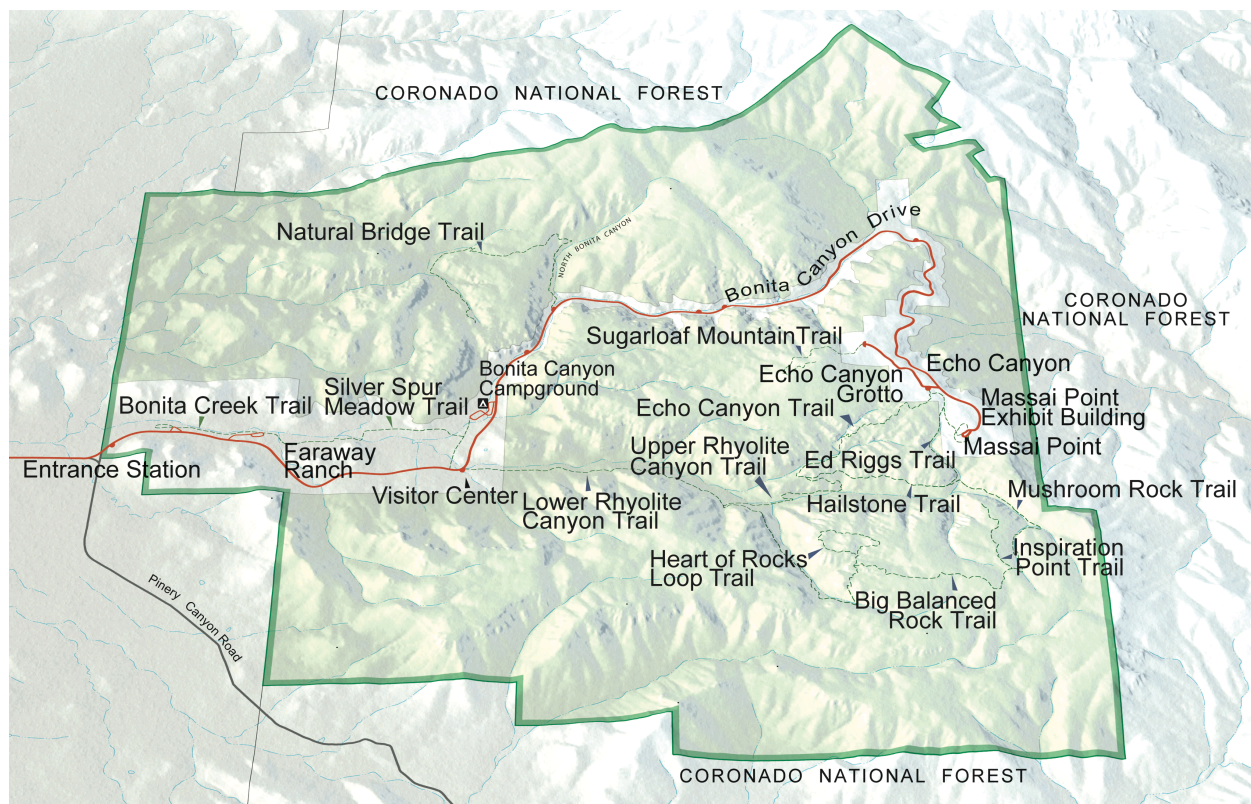 CORONADO NATIONAL FOREST
Natural Bridge Trail
NORTH BONITA CANYON
Bonita Canyon Drive
CORONADO
NATIONAL FOREST
Sugarloaf MountainTrail
Echo Canyon
Bonita Canyon
Campground
Echo Canyon
Grotto
Silver Spur
Meadow Trail
Massai Point
Exhibit Building
Bonita Creek Trail
Echo Canyon Trail
Massai Point
Upper Rhyolite
Canyon Trail
Faraway
Ranch
Ed Riggs Trail
Entrance Station
Visitor Center
Lower Rhyolite
Canyon Trail
Hailstone Trail
Mushroom Rock Trail
Heart of Rocks
Loop Trail
Inspiration
Point Trail
Big Balanced
Rock Trail
Pinery Canyon Road
CORONADO NATIONAL FOREST